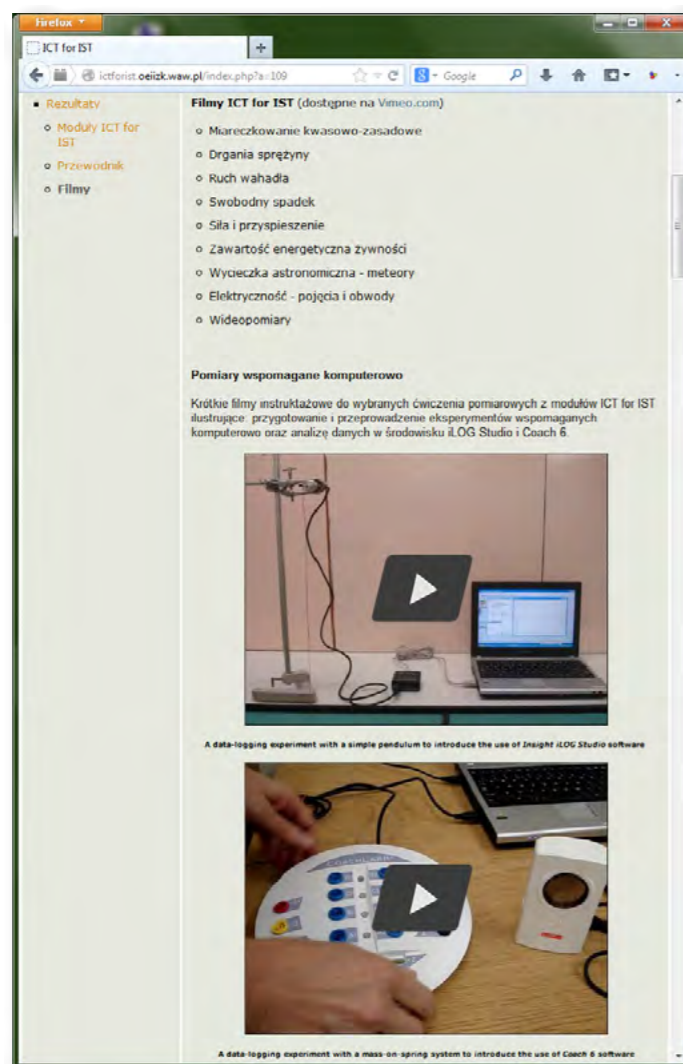 Firefox
ICT for IST
ictforist.oeiizk.waw.pl/index.php?a=109
Google
Rezultaty
Moduły ICT for
IST
Przewodnik
Filmy
Filmy ICT for IST (dostępne na Vimeo.com)
Miareczkowanie kwasowo-zasadowe
Drgania sprężyny
Ruch wahadła
Swobodny spadek
Siła i przyspieszenie
Zawartość energetyczna żywności
Wycieczka astronomiczna - meteory
Elektryczność - pojęcia i obwody
Wideopomiary
Pomiary wspomagane komputerowo
Krótkie filmy instruktażowe do wybranych ćwiczenia pomiarowych z modułów ICT for IST
ilustrujące: przygotowanie i przeprowadzenie eksperymentów wspomaganych
komputerowo oraz analizę danych w środowisku iLOG Studio i Coach 6.
A data-logging experiment with a simple pendulum to introduce the use of Insight iLOG Studio software
A data-logging experiment with a mass-on-spring system to introduce the use of Coach 6 software